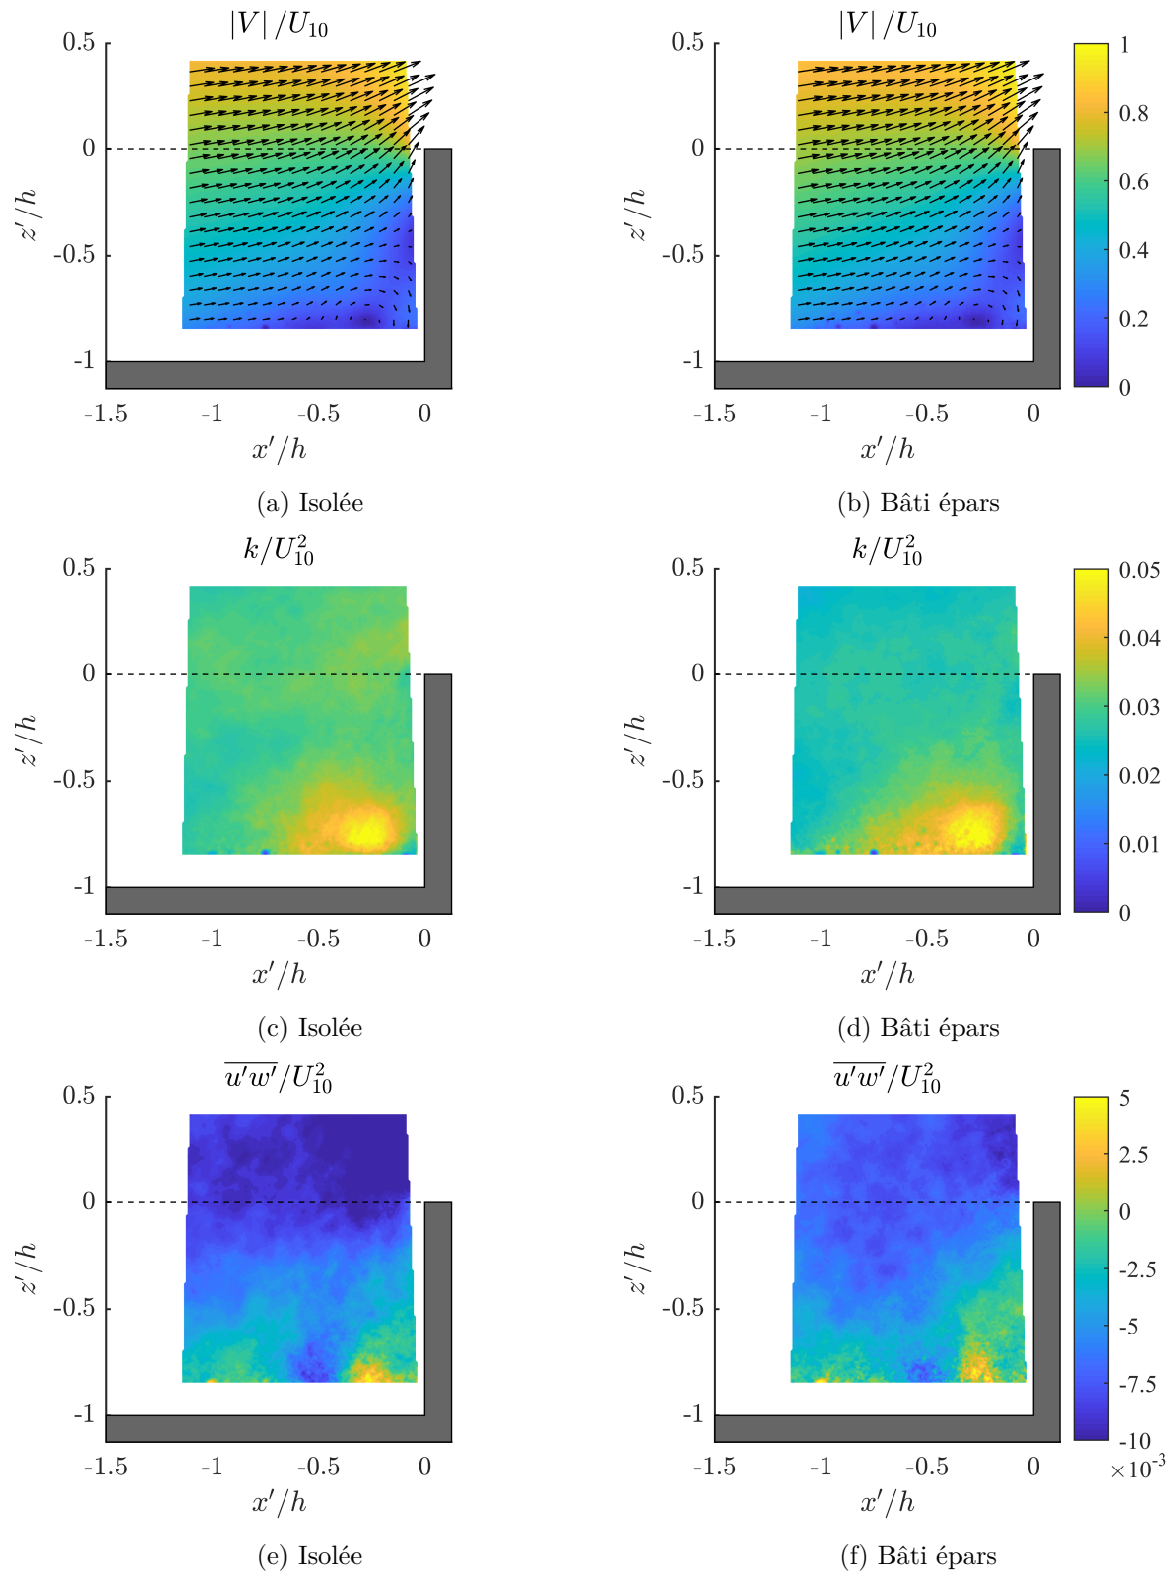 |V| /U₁₀ |V| /U₁₀
0.5 0.5 1
0.8
0 0
0.6
z′/h z′/h
-0.5 -0.5 0.4
0.2
-1 -1
0
-1.5 -1 -0.5 0 -1.5 -1 -0.5 0
x′/h x′/h
(a) Isolée (b) Bâti épars
k/U₁₀² k/U₁₀²
0.5 0.5 0.05
0.04
0 0
0.03
z′/h z′/h
-0.5 -0.5 0.02
0.01
-1 -1
0
-1.5 -1 -0.5 0 -1.5 -1 -0.5 0
x′/h x′/h
(c) Isolée (d) Bâti épars
u̅′̅w̅′̅/U₁₀² u̅′̅w̅′̅/U₁₀²
0.5 0.5 5
2.5
0 0 0
z′/h z′/h
-2.5
-0.5 -0.5
-5
-7.5
-1 -1
-10
×10⁻³
-1.5 -1 -0.5 0 -1.5 -1 -0.5 0
x′/h x′/h
(e) Isolée (f) Bâti épars